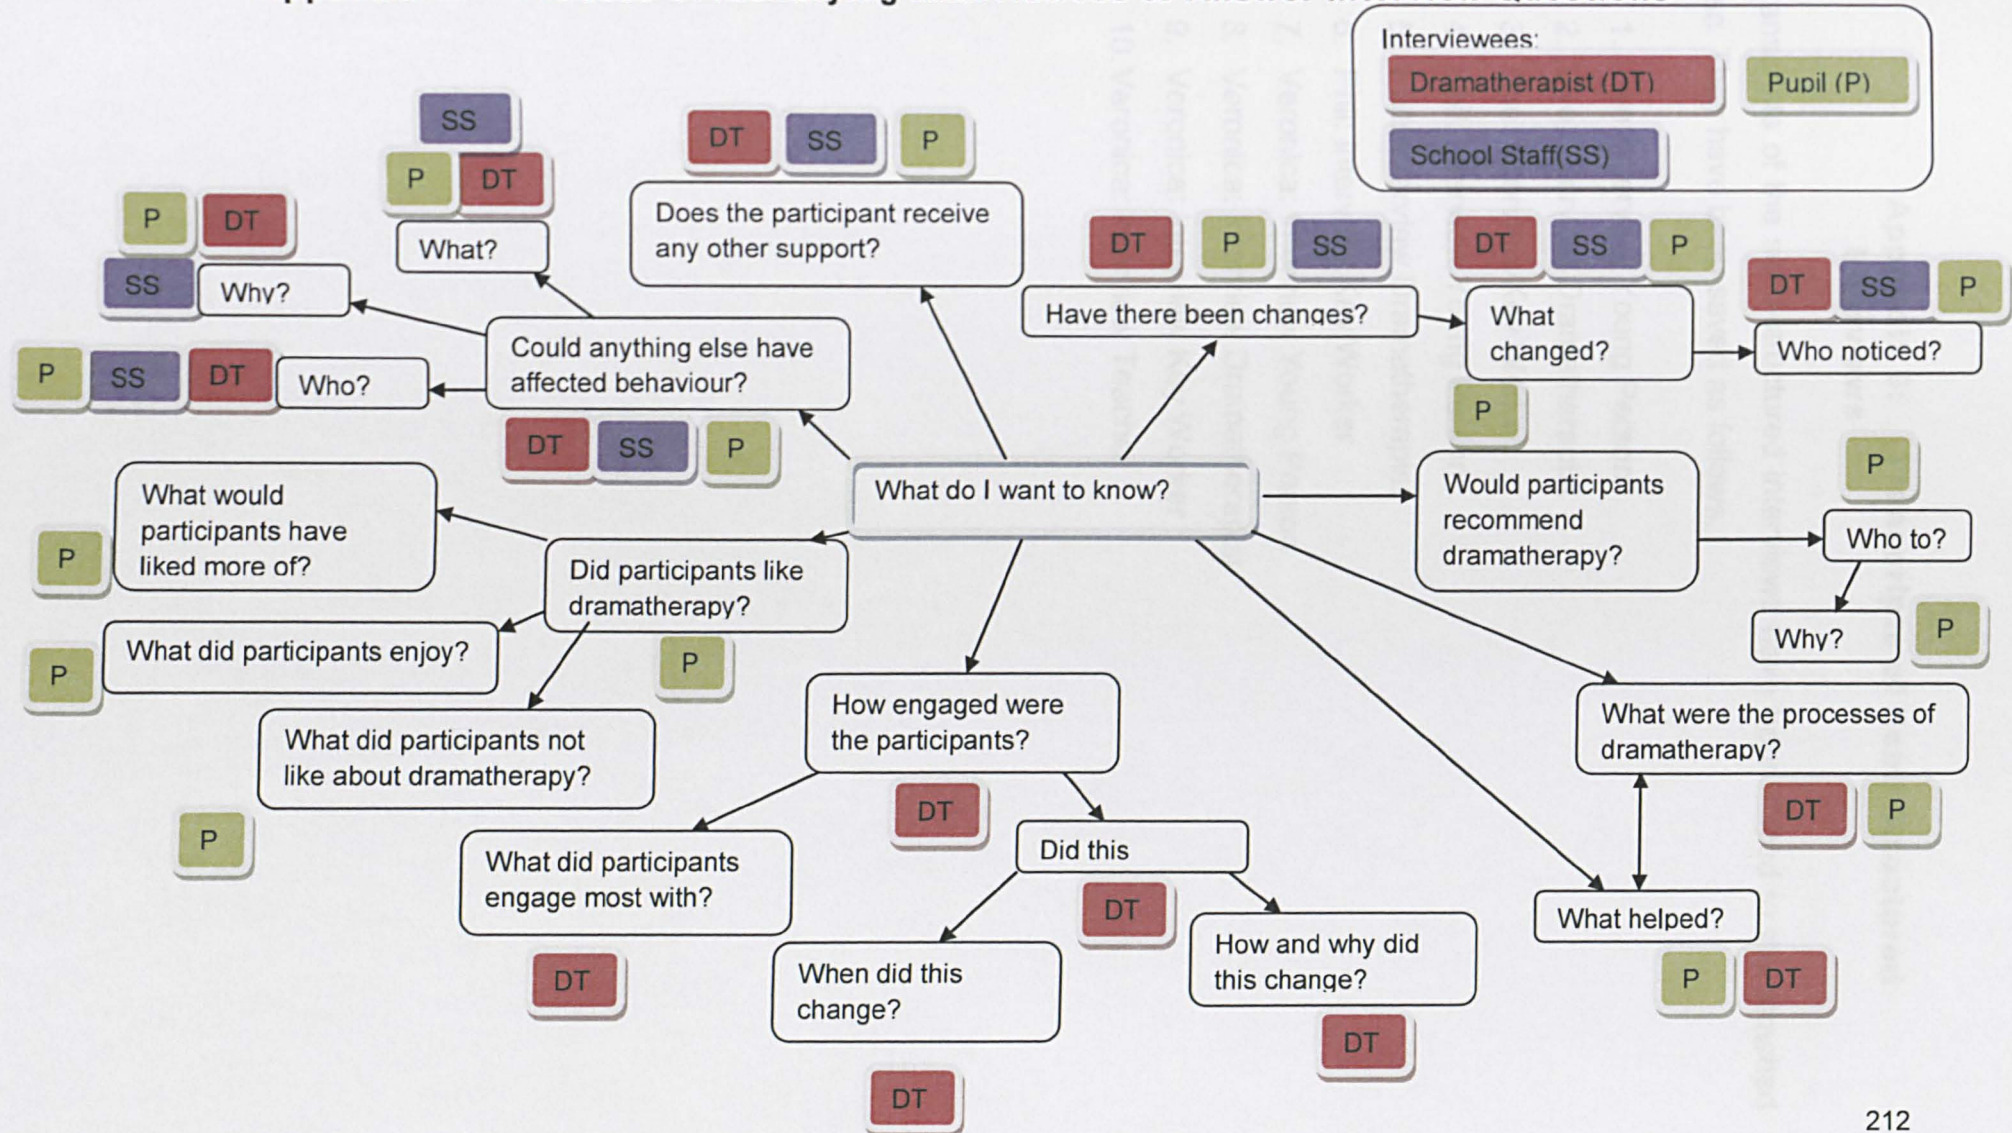 Interviewees:
Dramatherapist (DT)
Pupil (P)
School Staff(SS)
SS
P
DT
What?
P
DT
SS
Why?
P
SS
DT
Who?
Could anything else have
affected behaviour?
DT
SS
P
DT
SS
P
Does the participant receive
any other support?
DT
P
SS
Have there been changes?
DT
SS
P
What
changed?
DT
SS
P
Who noticed?
What do I want to know?
P
Would participants
recommend
dramatherapy?
P
Who to?
Why?
P
What would
participants have
liked more of?
P
Did participants like
dramatherapy?
P
What did participants enjoy?
P
What did participants not
like about dramatherapy?
P
How engaged were
the participants?
DT
What did participants
engage most with?
DT
Did this
DT
When did this
change?
DT
How and why did
this change?
DT
What were the processes of
dramatherapy?
DT
P
What helped?
P
DT
212